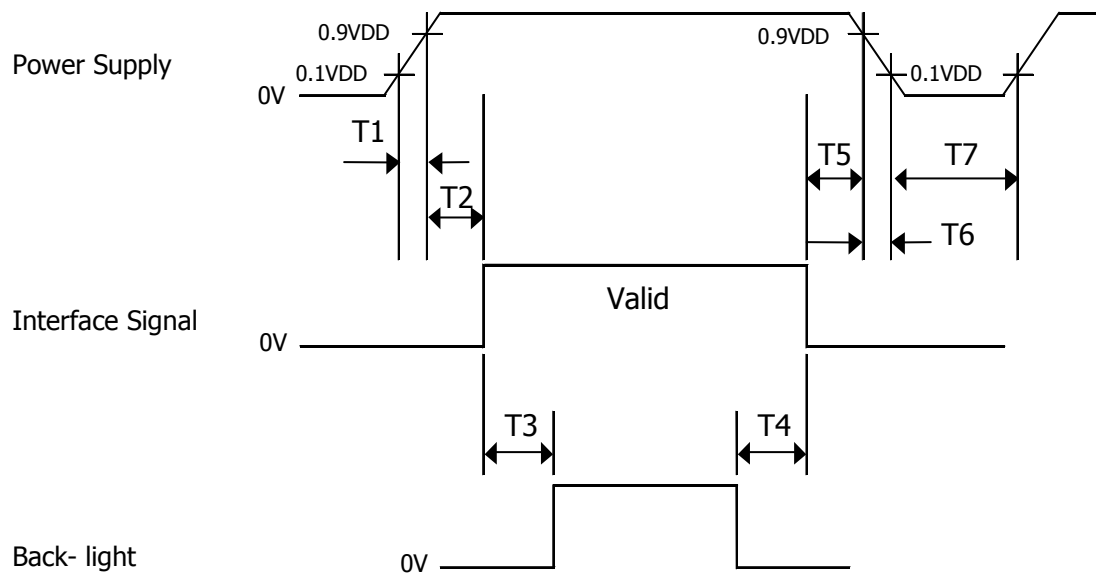 0.9VDD
0.9VDD
Power Supply
0.1VDD
0.1VDD
0V
T1
T5
T7
T2
T6
Valid
Interface Signal
0V
T3
T4
Back- light
0V